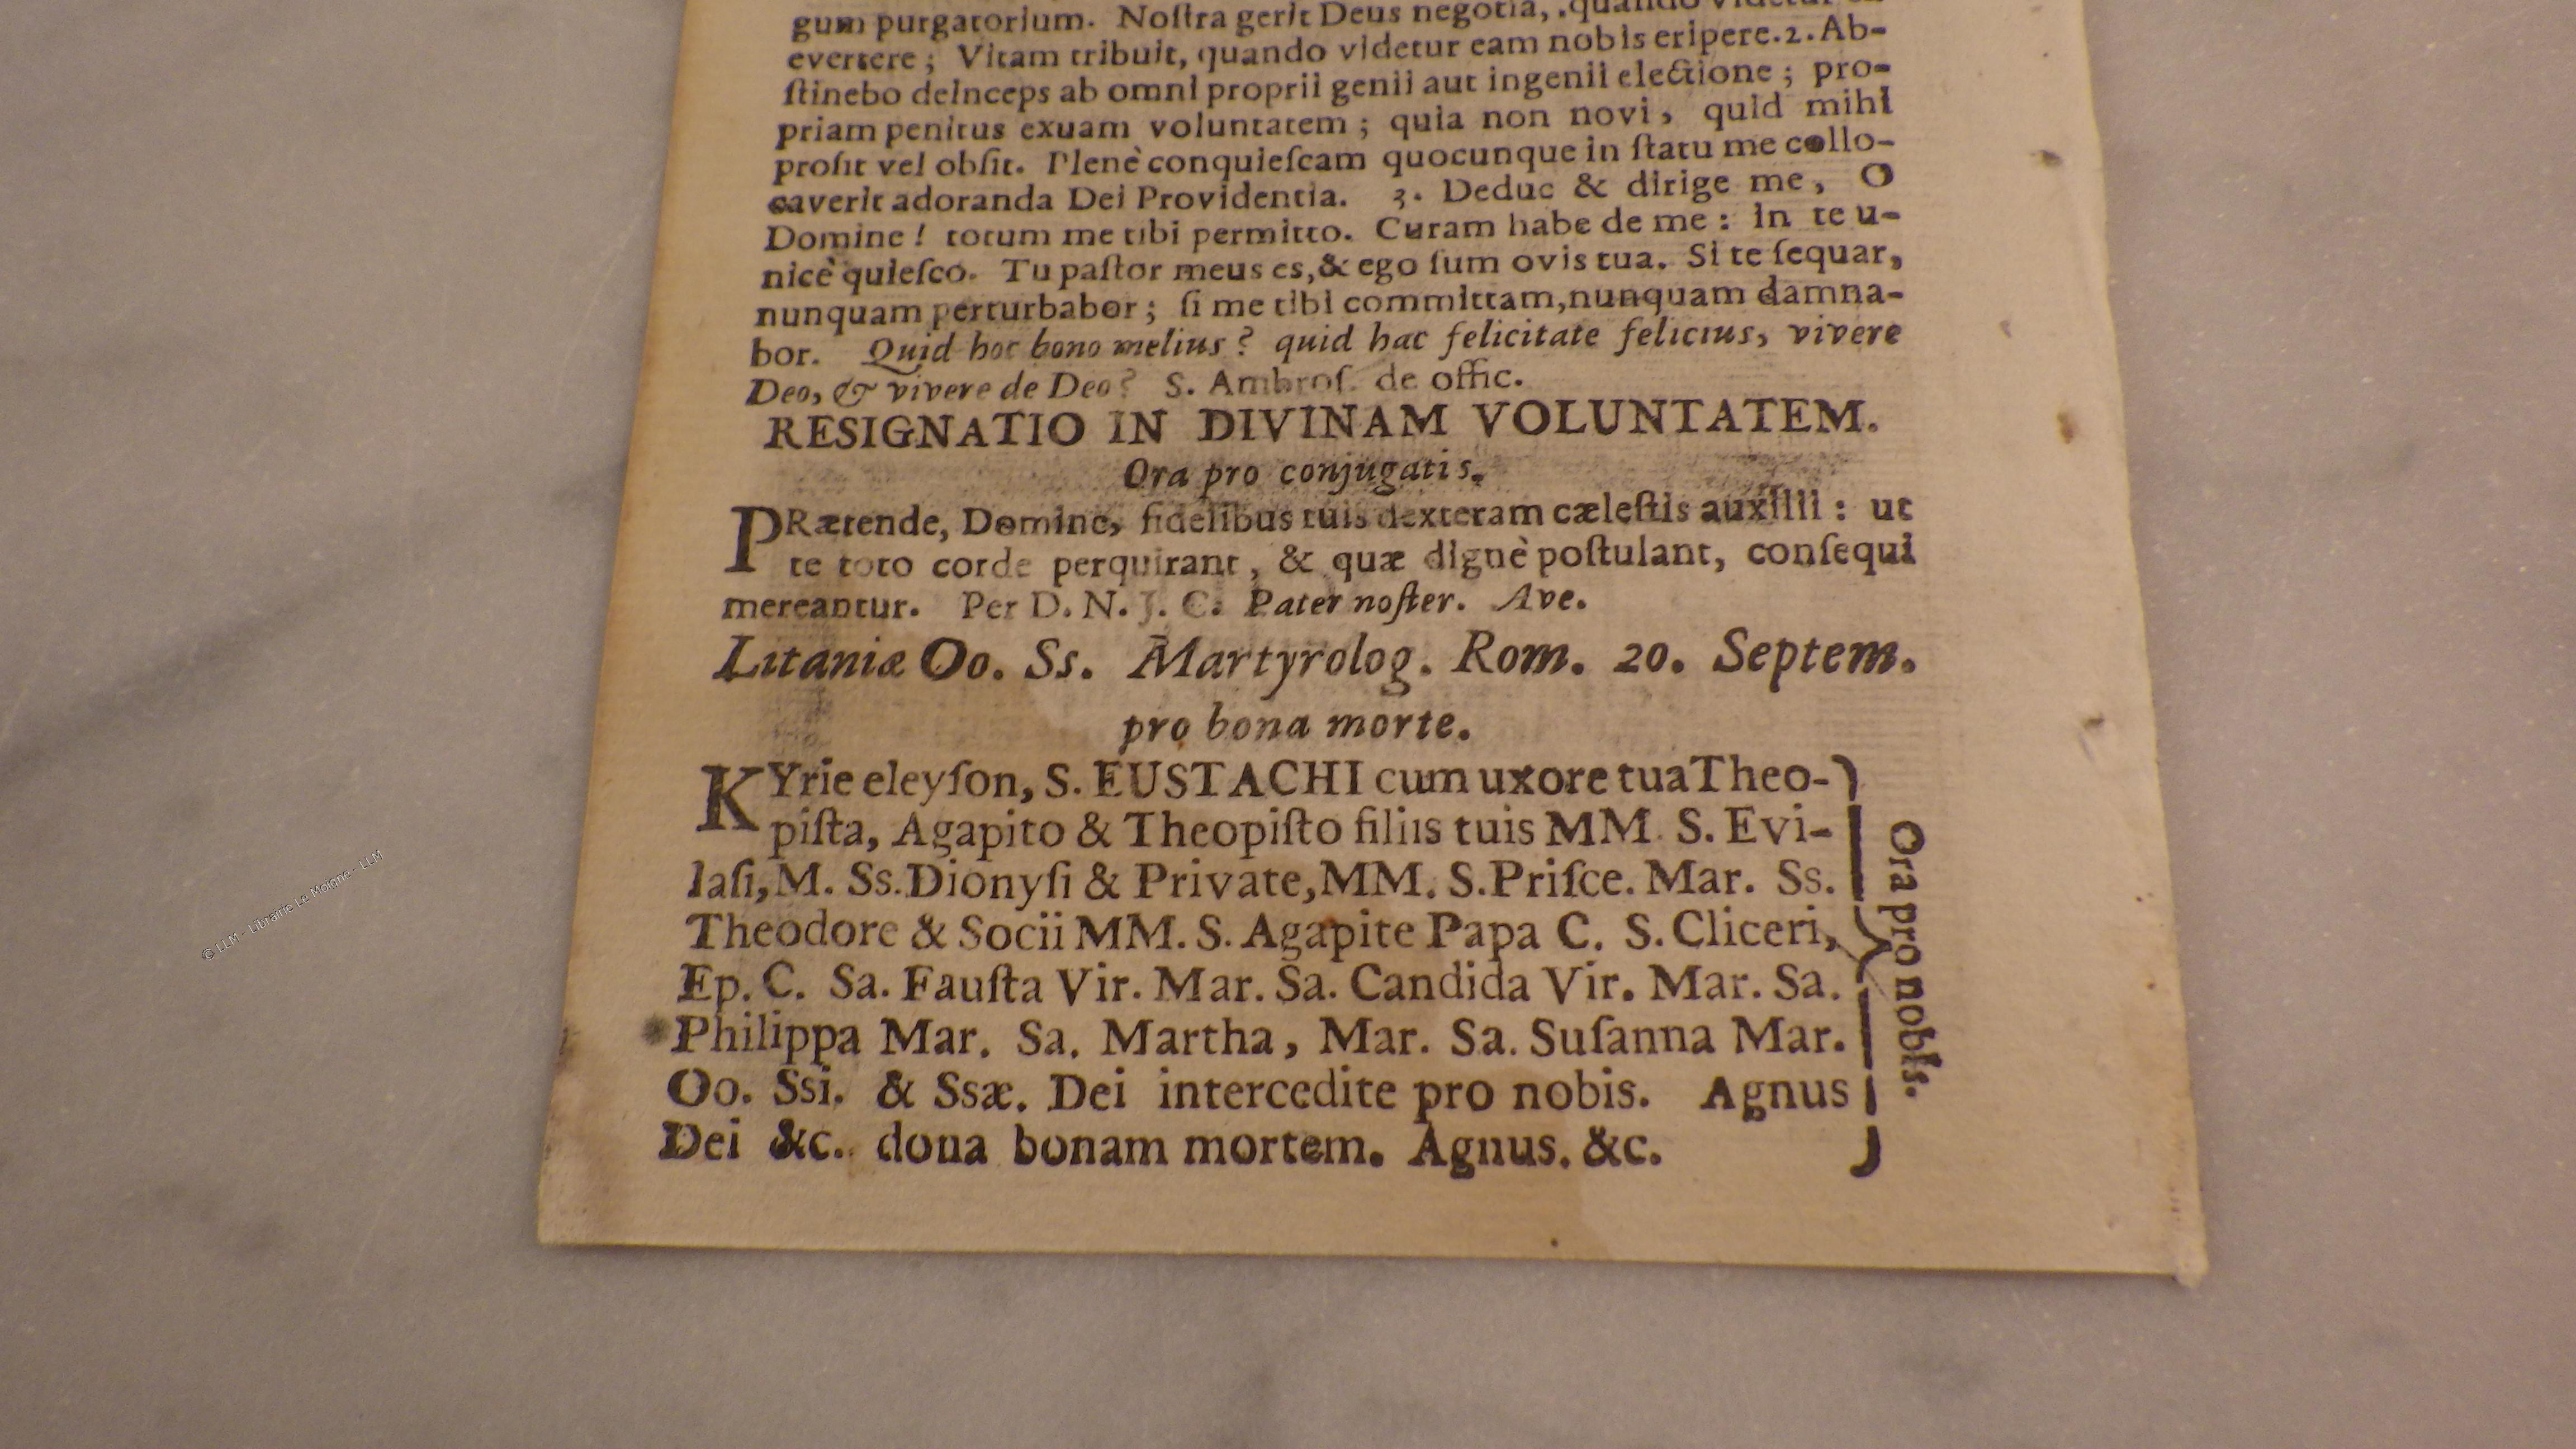 gum purgatorium. Noſtra gerit Deus negotia, quando videtur
evertere; Vitam tribuit, quando videtur eam nobis eripere. 2. Ab-
ſtinebo deinceps ab omni proprii genii aut ingenii electione; pro-
priam penitus exuam voluntatem; quia non novi, quid mihi
proſit vel obſit. Plenè conquieſcam quocunque in ſtatu me collo-
caverit adoranda Dei Providentia. 3. Deduc & dirige me, O
Domine! totum me tibi permitto. Curam habe de me: in te u-
nicè quieſco. Tu paſtor meus es, & ego ſum ovis tua. Si te ſequar,
nunquam perturbabor; ſi me tibi committam, nunquam damna-
bor. Quid hoc bono melius? quid hac felicitate felicius, vivere
Deo, & vivere de Deo? S. Ambroſ. de offic.
RESIGNATIO IN DIVINAM VOLUNTATEM.
Ora pro conjugatis.
PRætende, Domine, fidelibus tuis dexteram cæleſtis auxilii: ut
te toto corde perquirant, & quæ dignè poſtulant, conſequi
mereantur. Per D. N. J. C. Pater noſter. Ave.
Litaniæ Oo. Ss. Martyrolog. Rom. 20. Septem.
pro bona morte.
KYrie eleyſon, S. EUSTACHI cum uxore tua Theo-
piſta, Agapito & Theopiſto filiis tuis MM. S. Evi-
laſi, M. Ss. Dionyſi & Private, MM. S. Priſce. Mar. Ss.
Theodore & Socii MM. S. Agapite Papa C. S. Cliceri,
Ep. C. Sa. Fauſta Vir. Mar. Sa. Candida Vir. Mar. Sa.
Philippa Mar. Sa. Martha, Mar. Sa. Suſanna Mar.
Oo. Ssi. & Ssæ. Dei intercedite pro nobis. Agnus
Dei &c. dona bonam mortem. Agnus. &c.
Ora pro nobis.
© LLM - Librairie Le Moigne - LLM